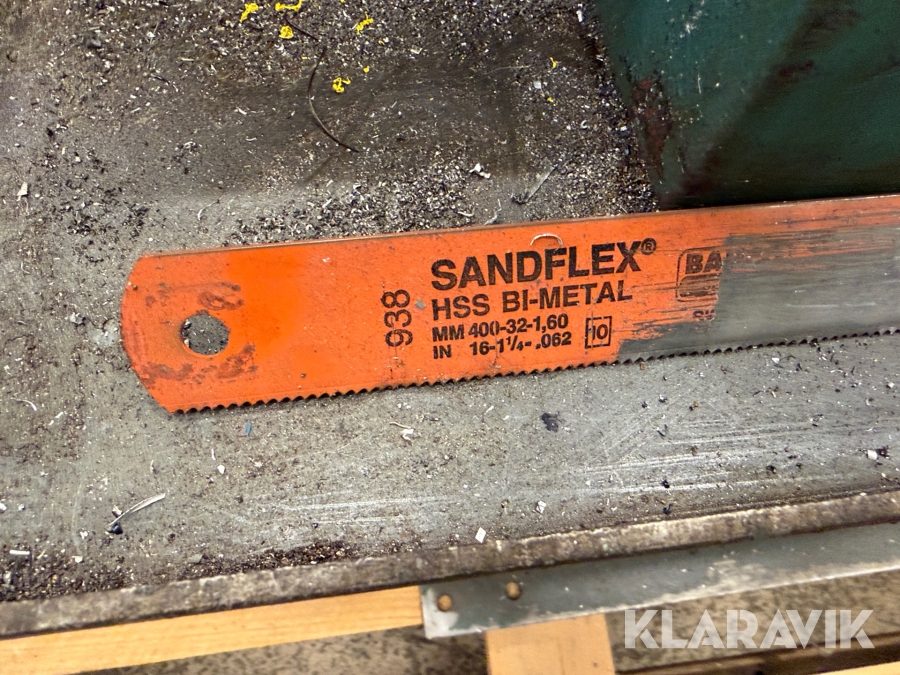 SANDFLEX®
HSS BI-METAL
938
MM 400-32-1,60
IN 16-1¼-.062
10
BA
KLARAVIK